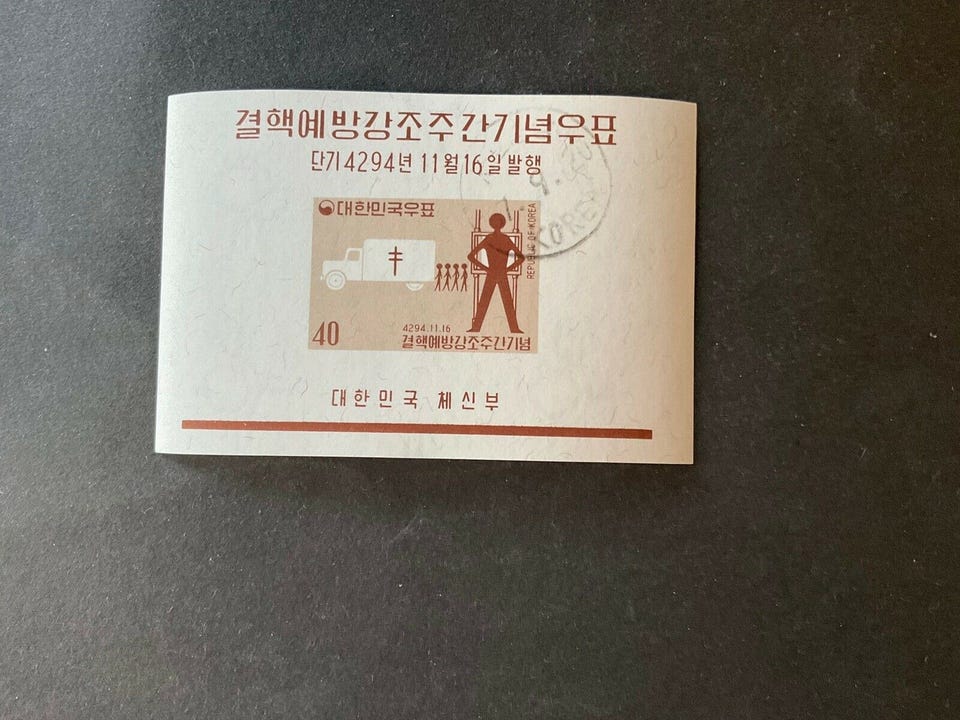 결핵예방강조주간기념우표
단기 4294년 11월 16일 발행
대한민국우표
REPUBLIC OF KOREA
40
4294.11.16
결핵예방강조주간기념
대한민국 체신부
KOREA